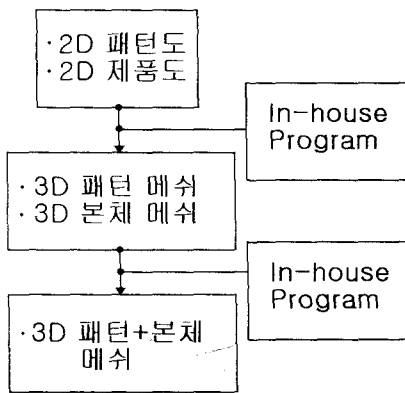 ·2D 패턴도
·2D 제품도
In-house
Program
·3D 패턴 메쉬
·3D 본체 메쉬
In-house
Program
·3D 패턴+본체
메쉬